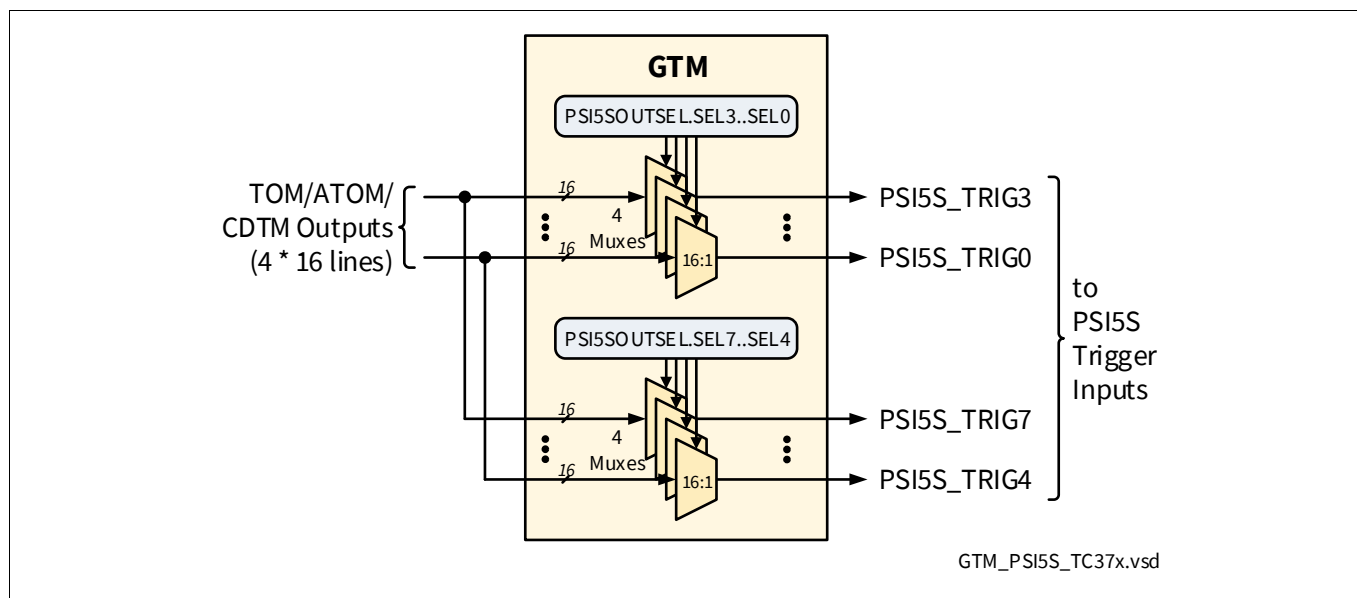 GTM
PSI5SOUTSEL.SEL3..SEL0
TOM/ATOM/
CDTM Outputs
(4 * 16 lines)
16
4
Muxes
16
16:1
PSI5S_TRIG3
PSI5S_TRIG0
PSI5SOUTSEL.SEL7..SEL4
16
4
Muxes
16
16:1
PSI5S_TRIG7
PSI5S_TRIG4
to
PSI5S
Trigger
Inputs
GTM_PSI5S_TC37x.vsd